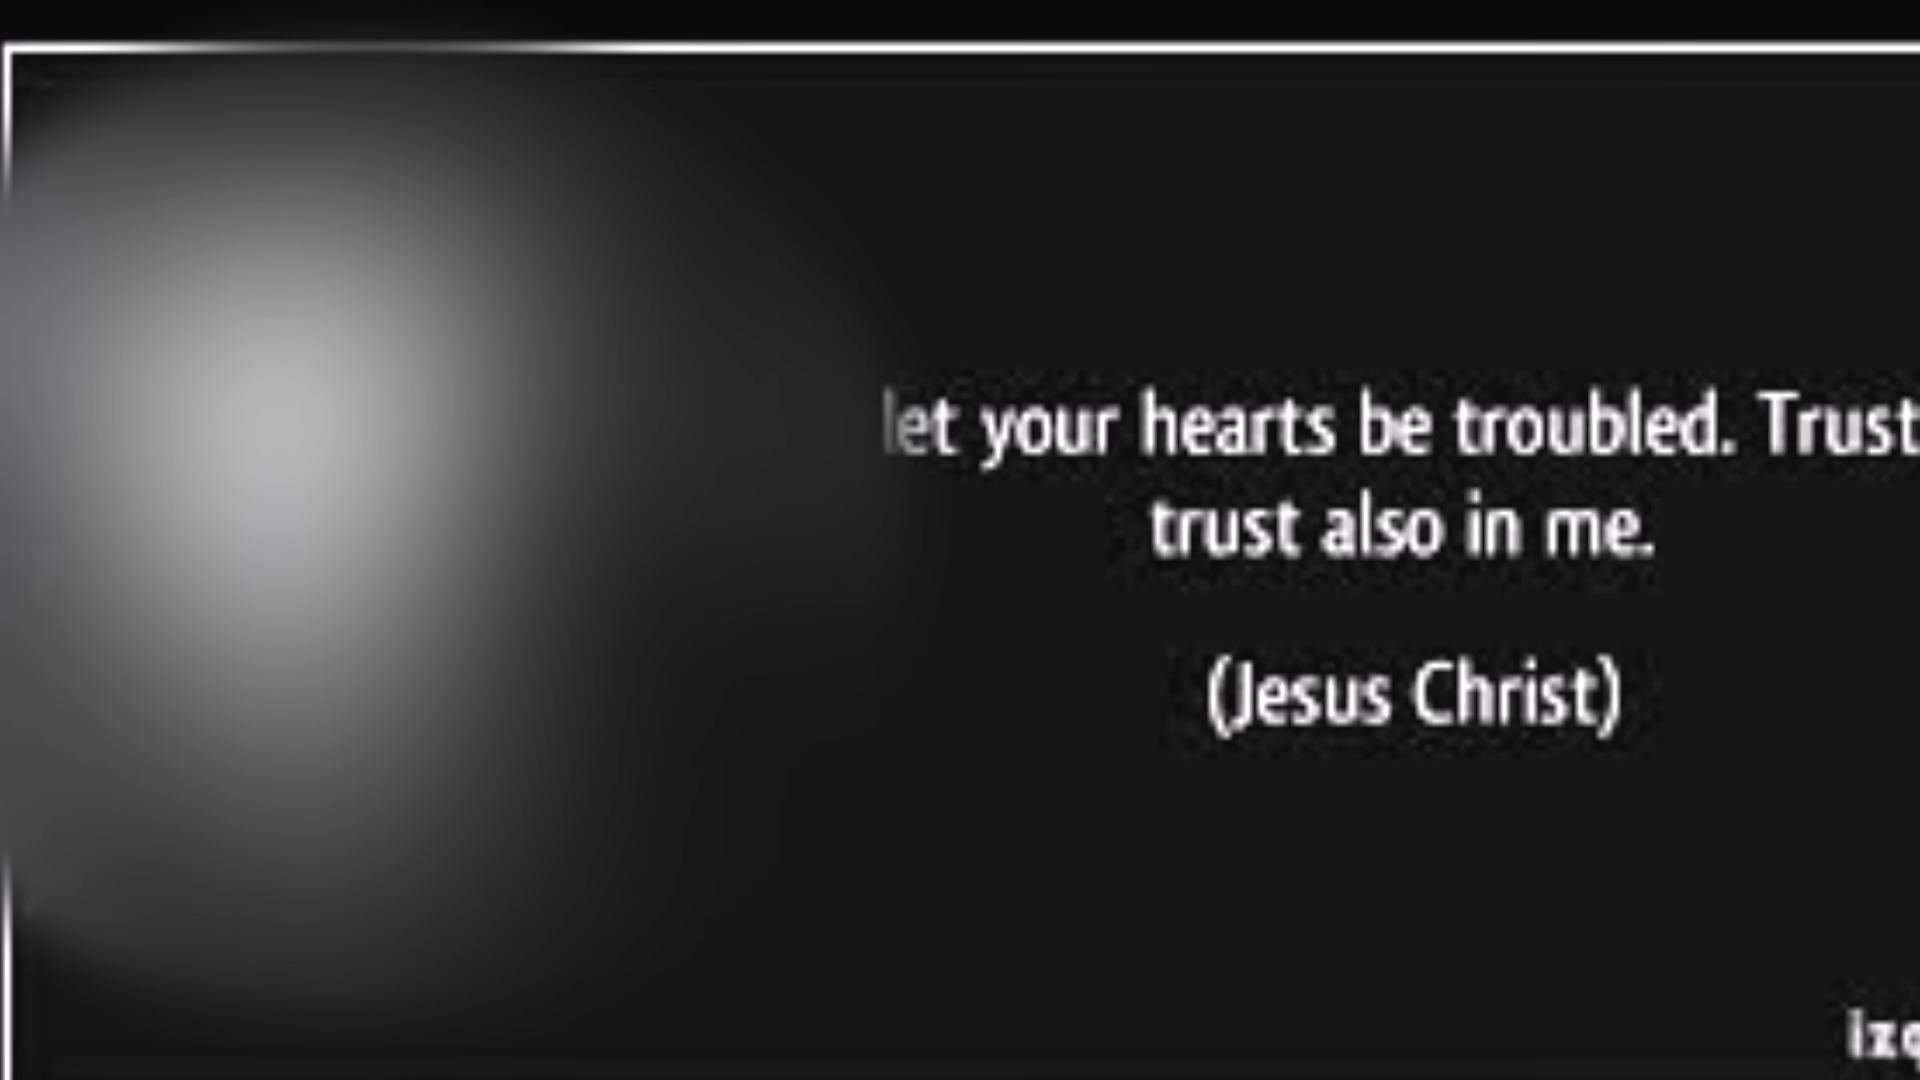 let your hearts be troubled. Trust
trust also in me.
(Jesus Christ)